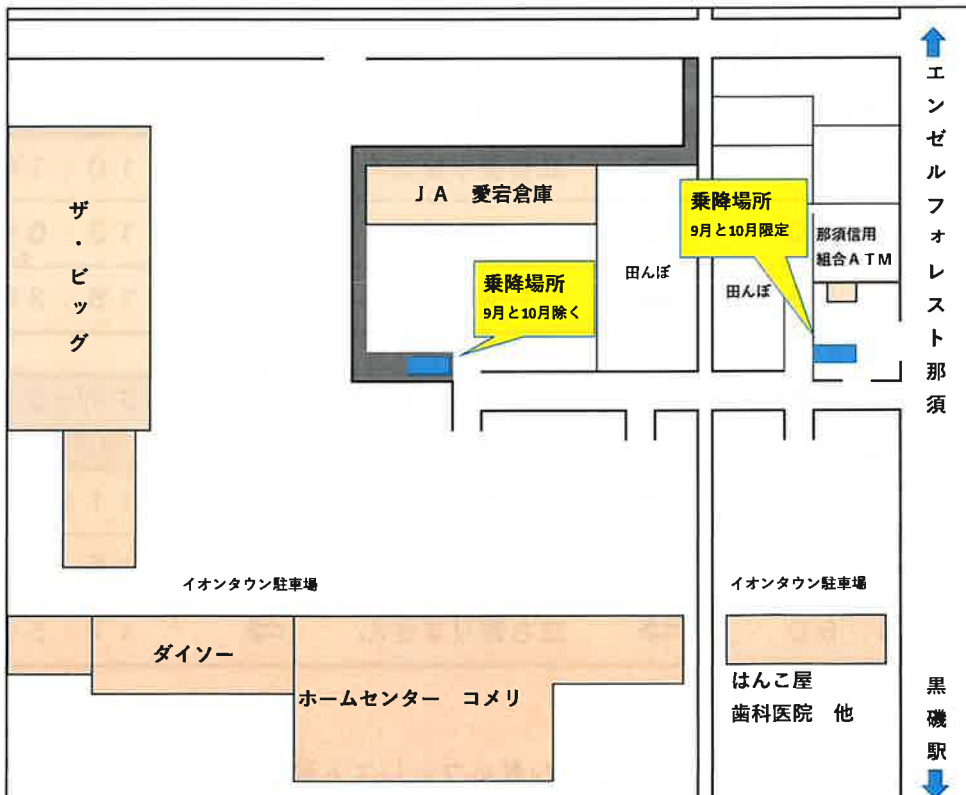 エンゼルフォレスト那須
JA 愛宕倉庫
ザ・ビッグ
乗降場所
9月と10月限定
那須信用
組合ATM
乗降場所
9月と10月除く
田んぼ
田んぼ
イオンタウン駐車場
イオンタウン駐車場
ダイソー
ホームセンター コメリ
はんこ屋
歯科医院 他
黒磯駅